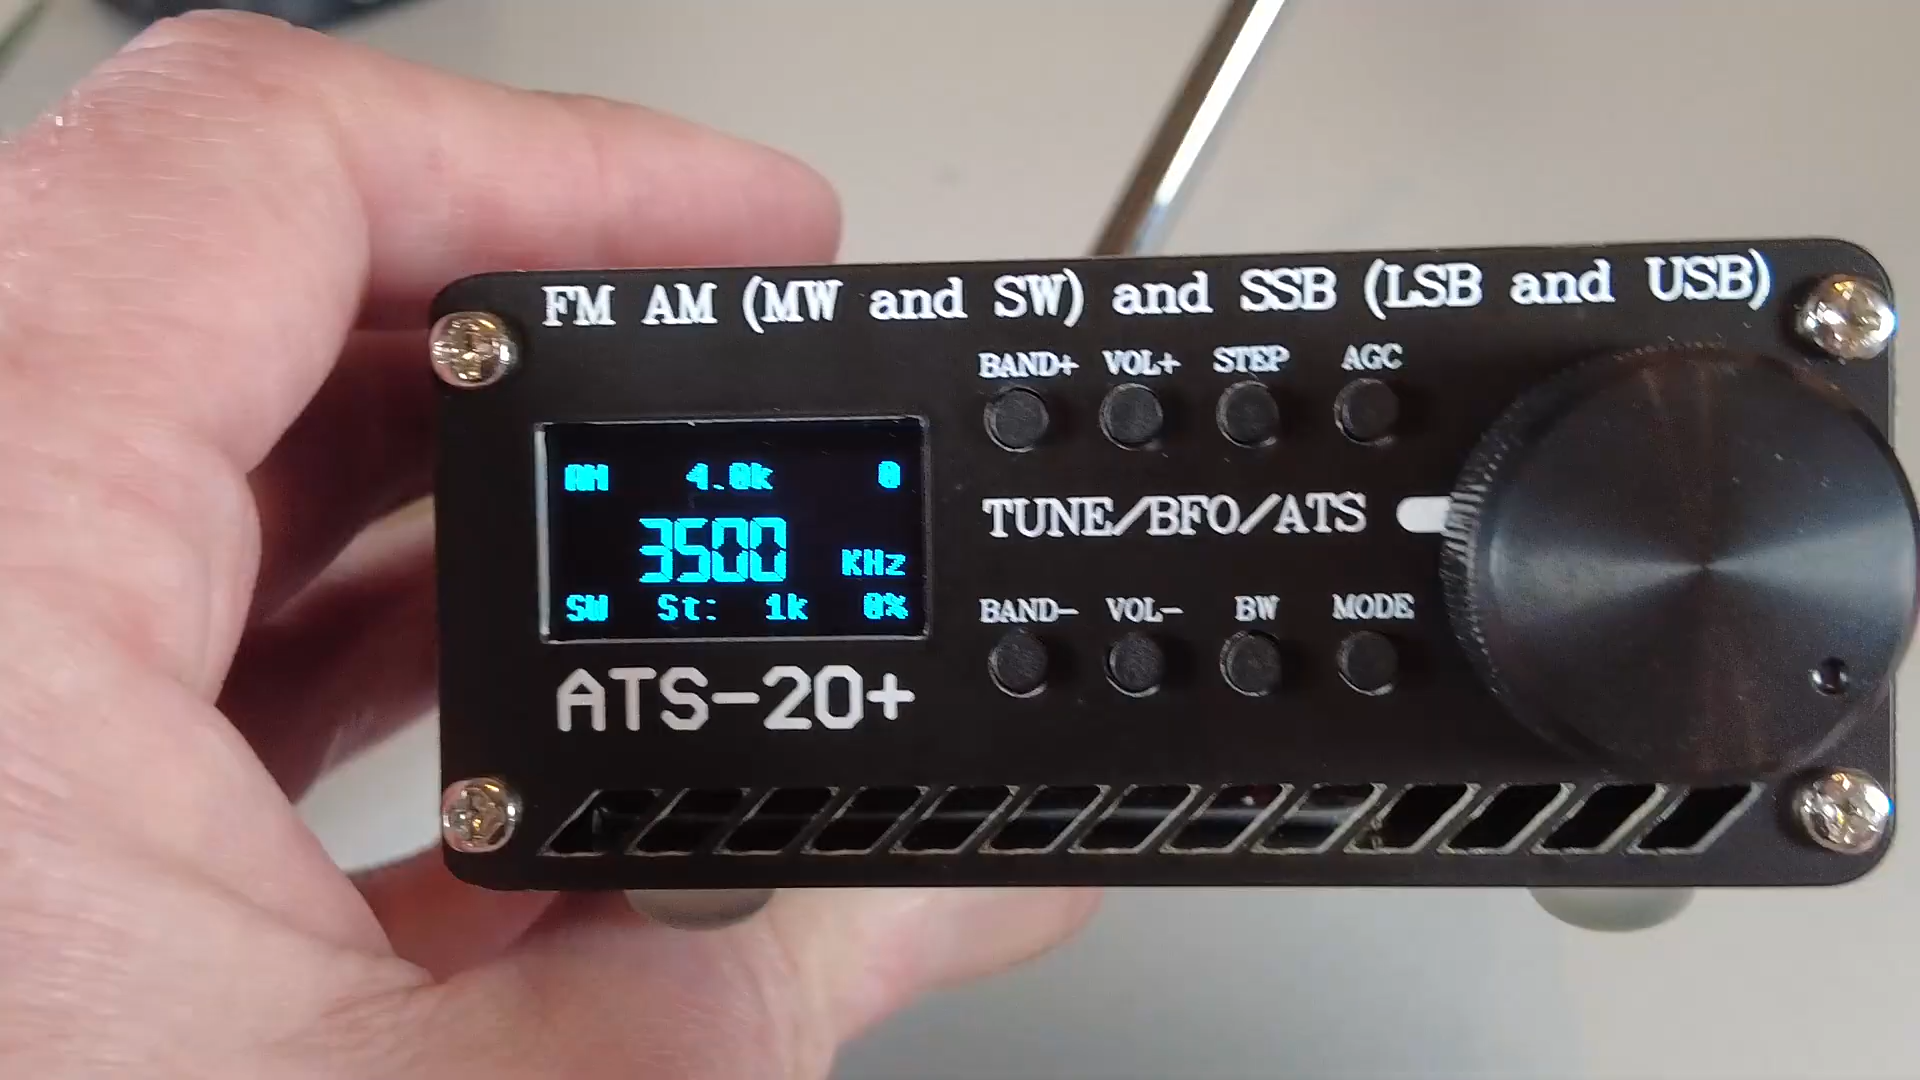 FM AM (MW and SW) and SSB (LSB and USB)
BAND+ VOL+ STEP AGC
AM 4.0k 0
3500 KHz
SW St: 1k 0%
TUNE/BFO/ATS
BAND- VOL- BW MODE
ATS-20+